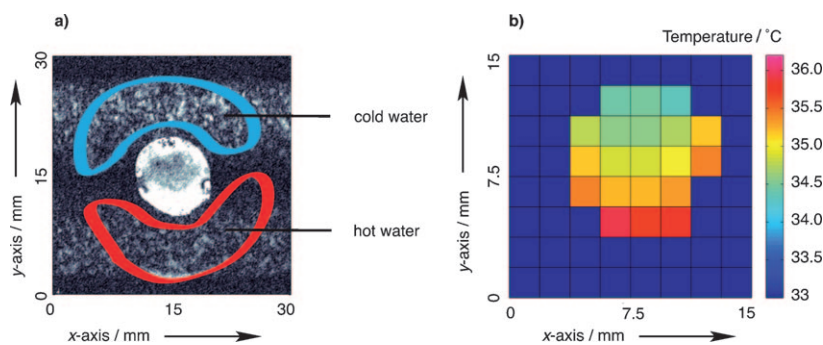 a)
30
15
0
y-axis / mm
0
15
30
x-axis / mm
cold water
hot water
b)
Temperature / °C
15
7.5
0
y-axis / mm
0
7.5
15
x-axis / mm
36.0
35.5
35.0
34.5
34.0
33.5
33